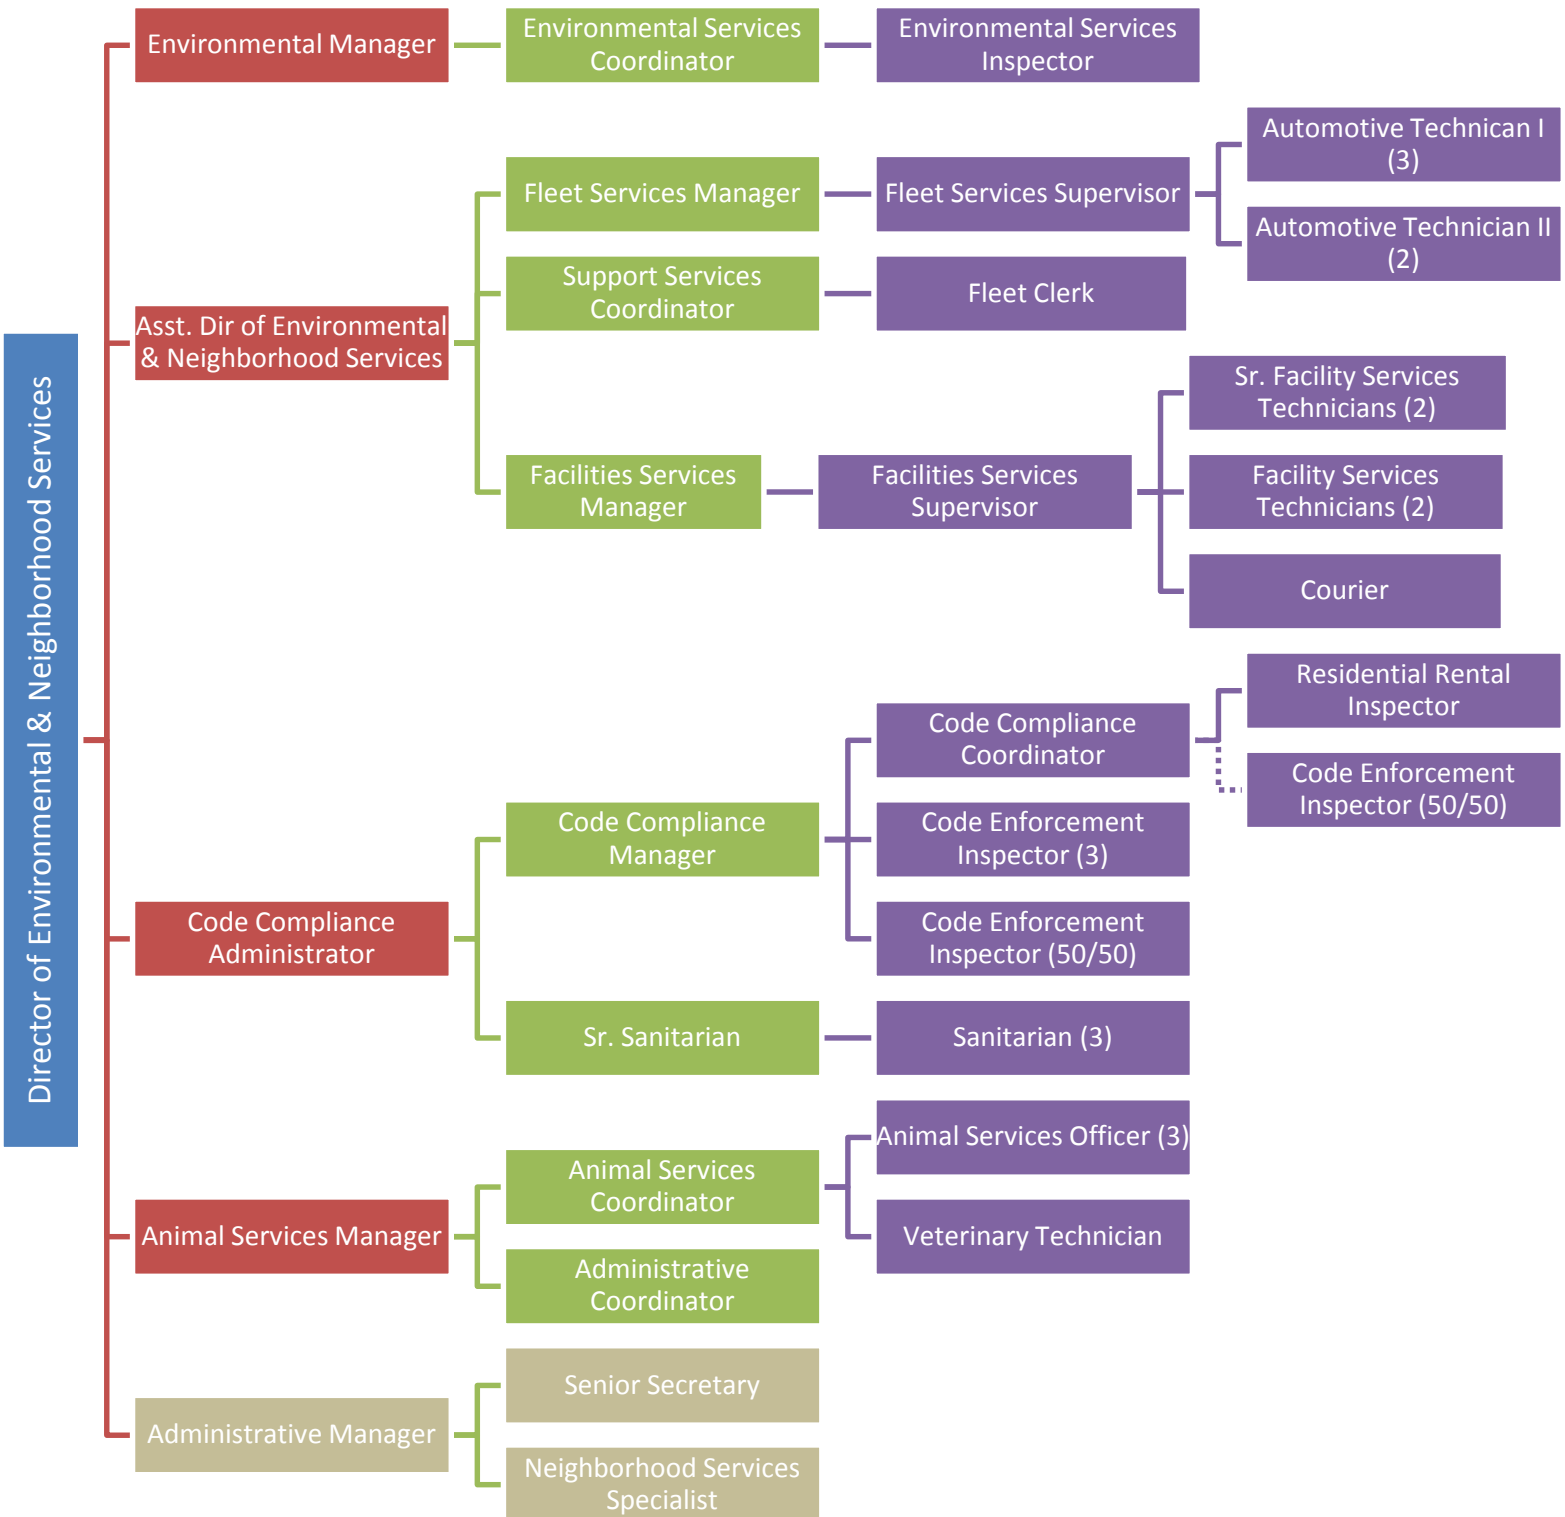 Director of Environmental & Neighborhood Services
Environmental Manager
Environmental Services
Coordinator
Environmental Services
Inspector
Asst. Dir of Environmental
& Neighborhood Services
Fleet Services Manager
Fleet Services Supervisor
Automotive Technican I
(3)
Automotive Technician II
(2)
Support Services
Coordinator
Fleet Clerk
Facilities Services
Manager
Facilities Services
Supervisor
Sr. Facility Services
Technicians (2)
Facility Services
Technicians (2)
Courier
Code Compliance
Administrator
Code Compliance
Manager
Code Compliance
Coordinator
Residential Rental
Inspector
Code Enforcement
Inspector (50/50)
Code Enforcement
Inspector (3)
Code Enforcement
Inspector (50/50)
Sr. Sanitarian
Sanitarian (3)
Animal Services Manager
Animal Services
Coordinator
Animal Services Officer (3)
Veterinary Technician
Administrative
Coordinator
Administrative Manager
Senior Secretary
Neighborhood Services
Specialist